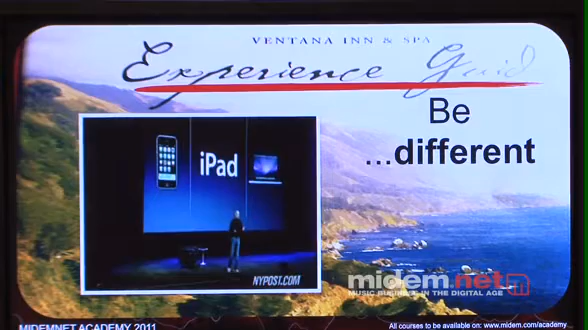 VENTANA INN & SPA
Experience Guid
Be
...different
iPad
NYPOST.COM
midem.net
MUSIC BUSINESS IN THE DIGITAL AGE
MIDEMNET ACADEMY 2011
All courses to be available on: www.midem.com/academy